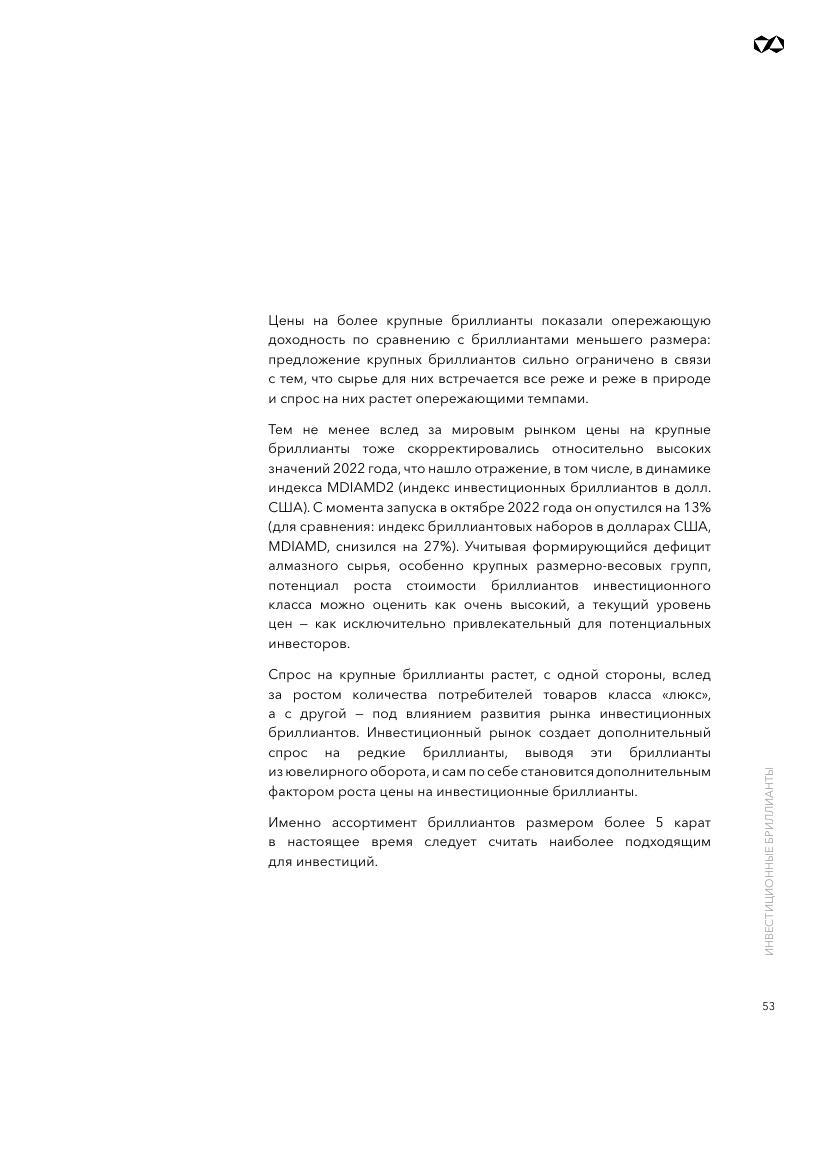 Цены на более крупные бриллианты показали опережающую
доходность по сравнению с бриллиантами меньшего размера:
предложение крупных бриллиантов сильно ограничено в связи
с тем, что сырье для них встречается все реже и реже в природе
и спрос на них растет опережающими темпами.
Тем не менее вслед за мировым рынком цены на крупные
бриллианты тоже скорректировались относительно высоких
значений 2022 года, что нашло отражение, в том числе, в динамике
индекса MDIAMD2 (индекс инвестиционных бриллиантов в долл.
США). С момента запуска в октябре 2022 года он опустился на 13%
(для сравнения: индекс бриллиантовых наборов в долларах США,
MDIAMD, снизился на 27%). Учитывая формирующийся дефицит
алмазного сырья, особенно крупных размерно-весовых групп,
потенциал роста стоимости бриллиантов инвестиционного
класса можно оценить как очень высокий, а текущий уровень
цен – как исключительно привлекательный для потенциальных
инвесторов.
Спрос на крупные бриллианты растет, с одной стороны, вслед
за ростом количества потребителей товаров класса «люкс»,
а с другой – под влиянием развития рынка инвестиционных
бриллиантов. Инвестиционный рынок создает дополнительный
спрос на редкие бриллианты, выводя эти бриллианты
из ювелирного оборота, и сам по себе становится дополнительным
фактором роста цены на инвестиционные бриллианты.
Именно ассортимент бриллиантов размером более 5 карат
в настоящее время следует считать наиболее подходящим
для инвестиций.
ИНВЕСТИЦИОННЫЕ БРИЛЛИАНТЫ
53